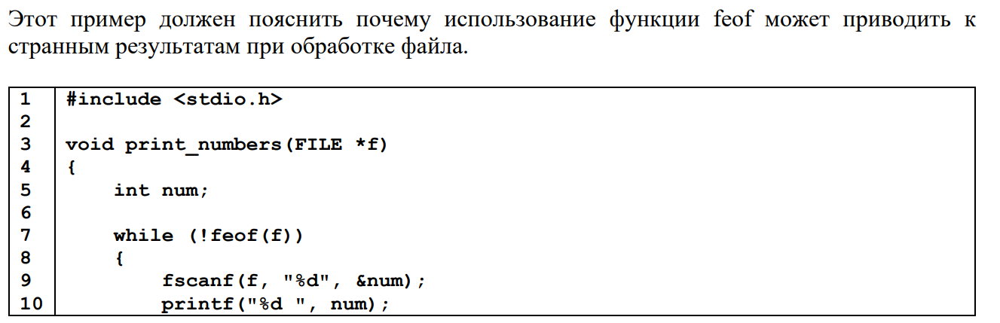 Этот пример должен пояснить почему использование функции feof может приводить к
странным результатам при обработке файла.
1 #include <stdio.h>
2
3 void print_numbers(FILE *f)
4 {
5     int num;
6
7     while (!feof(f))
8     {
9         fscanf(f, "%d", &num);
10         printf("%d ", num);